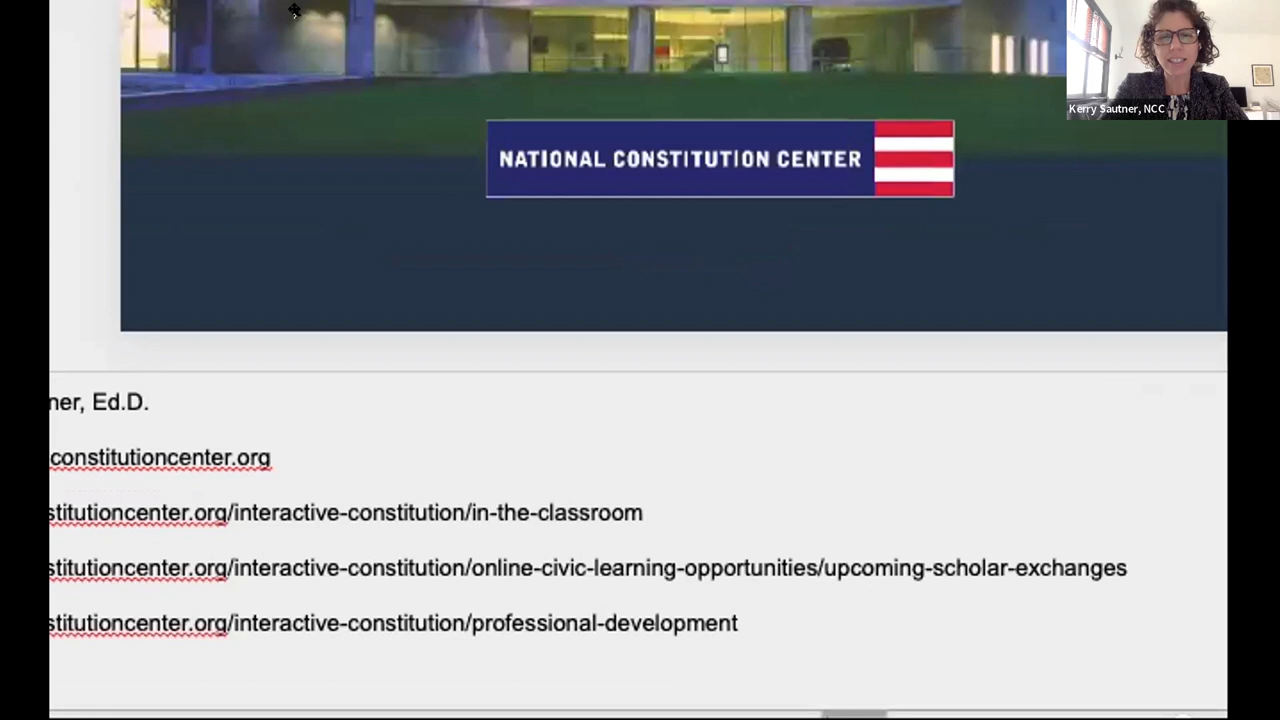 Kerry Sautner, NCC
NATIONAL CONSTITUTION CENTER
ner, Ed.D.
constitutioncenter.org
stitutioncenter.org/interactive-constitution/in-the-classroom
stitutioncenter.org/interactive-constitution/online-civic-learning-opportunities/upcoming-scholar-exchanges
stitutioncenter.org/interactive-constitution/professional-development